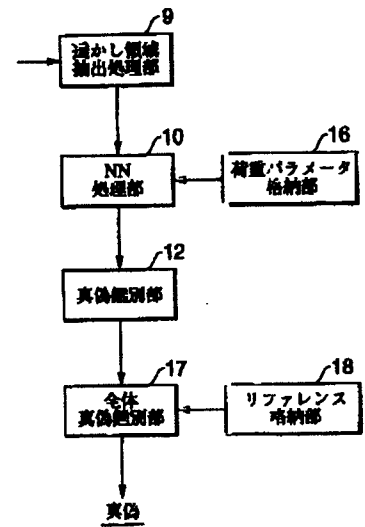 9
透かし領域
抽出処理部
10
NN
処理部
16
荷重パラメータ
格納部
12
真偽鑑別部
17
全体
真偽鑑別部
18
リファレンス
格納部
真偽